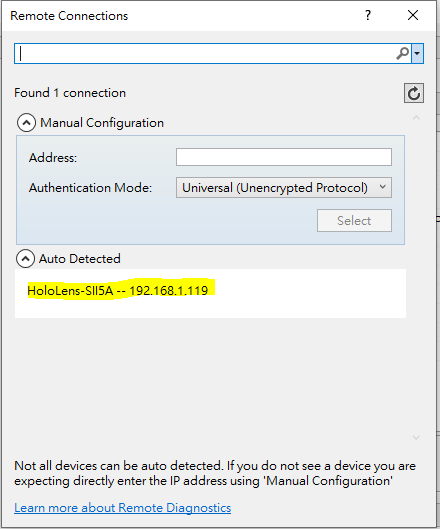 Remote Connections
Found 1 connection
Manual Configuration
Address:
Authentication Mode: Universal (Unencrypted Protocol)
Select
Auto Detected
HoloLens-SII5A -- 192.168.1.119
Not all devices can be auto detected. If you do not see a device you are
expecting directly enter the IP address using 'Manual Configuration'
Learn more about Remote Diagnostics